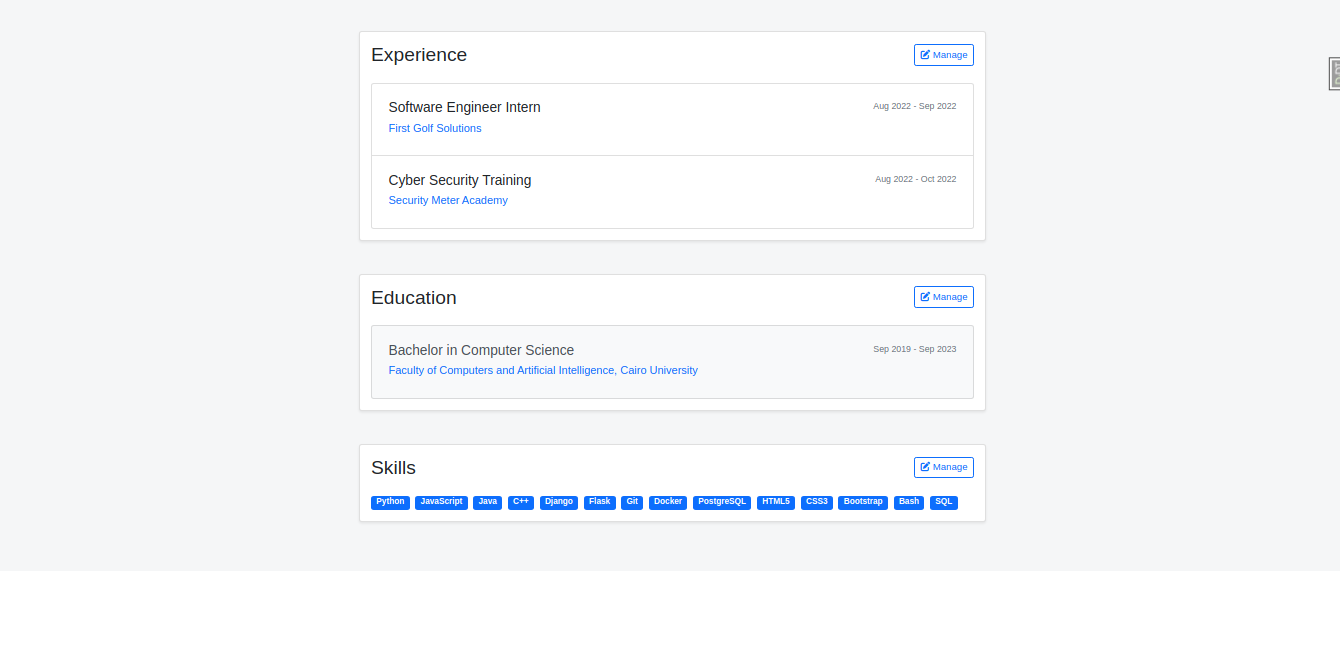 Experience
Manage
Software Engineer Intern
Aug 2022 - Sep 2022
First Golf Solutions
Cyber Security Training
Aug 2022 - Oct 2022
Security Meter Academy
Education
Manage
Bachelor in Computer Science
Sep 2019 - Sep 2023
Faculty of Computers and Artificial Intelligence, Cairo University
Skills
Manage
Python JavaScript Java C++ Django Flask Git Docker PostgreSQL HTML5 CSS3 Bootstrap Bash SQL